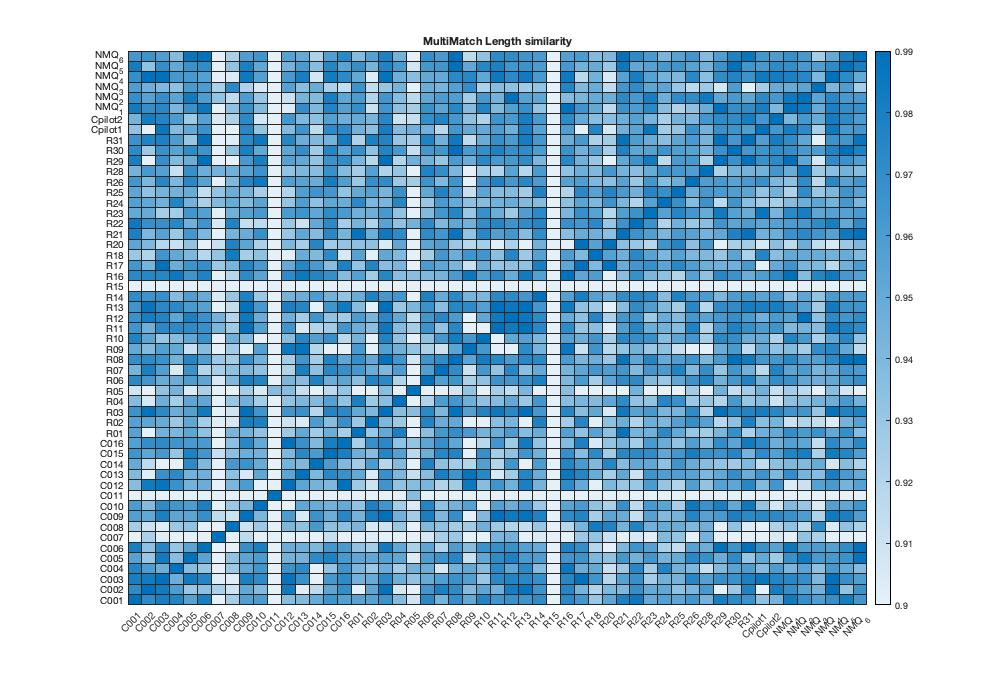 MultiMatch Length similarity
NMQ6
NMQ5
NMQ4
NMQ3
NMQ2
NMQ1
Cpilot2
Cpilot1
R31
R30
R29
R28
R26
R25
R24
R23
R22
R21
R20
R18
R17
R16
R15
R14
R13
R12
R11
R10
R09
R08
R07
R06
R05
R04
R03
R02
R01
C016
C015
C014
C013
C012
C011
C010
C009
C008
C007
C006
C005
C004
C003
C002
C001
C001 C002 C003 C004 C005 C006 C007 C008 C009 C010 C011 C012 C013 C014 C015 C016 R01 R02 R03 R04 R05 R06 R07 R08 R09 R10 R11 R12 R13 R14 R15 R16 R17 R18 R20 R21 R22 R23 R24 R25 R26 R28 R29 R30 R31 Cpilot1 Cpilot2 NMQ NMQ NMQ NMQ NMQ NMQ6
0.99
0.98
0.97
0.96
0.95
0.94
0.93
0.92
0.91
0.9